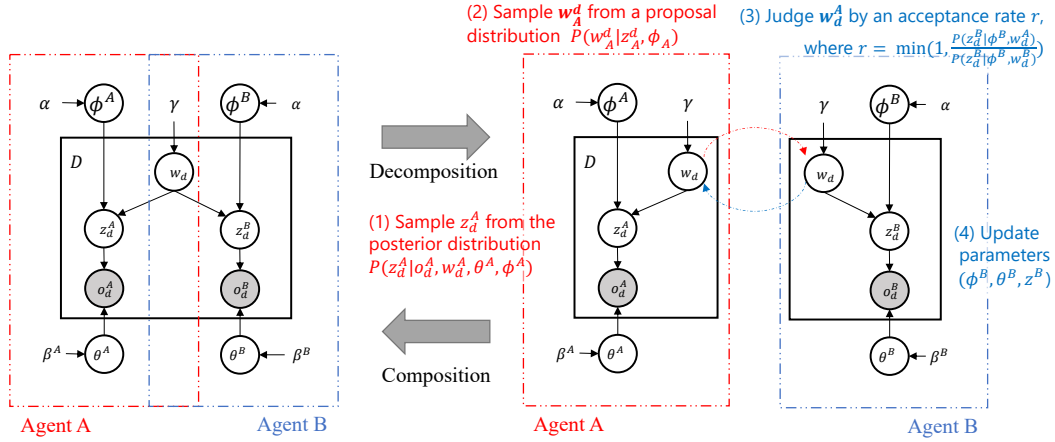 (2) Sample w_A^d from a proposal
distribution P(w_A^d|z_A^d, ϕ_A)
(3) Judge w_d^A by an acceptance rate r,
where r = min(1, P(z_d^B|ϕ^B, w_d^A) / P(z_d^B|ϕ^B, w_d^B))
α ϕ^A γ ϕ^B α
D
w_d
z_d^A z_d^B
o_d^A o_d^B
β^A θ^A θ^B β^B
Agent A
Agent B
Decomposition
(1) Sample z_d^A from the
posterior distribution
P(z_d^A|o_d^A, w_d^A, θ^A, ϕ^A)
Composition
α ϕ^A γ
D
w_d
z_d^A
o_d^A
β^A θ^A
Agent A
γ ϕ^B α
w_d
z_d^B
o_d^B
θ^B β^B
(4) Update
parameters
(ϕ^B, θ^B, z^B)
Agent B